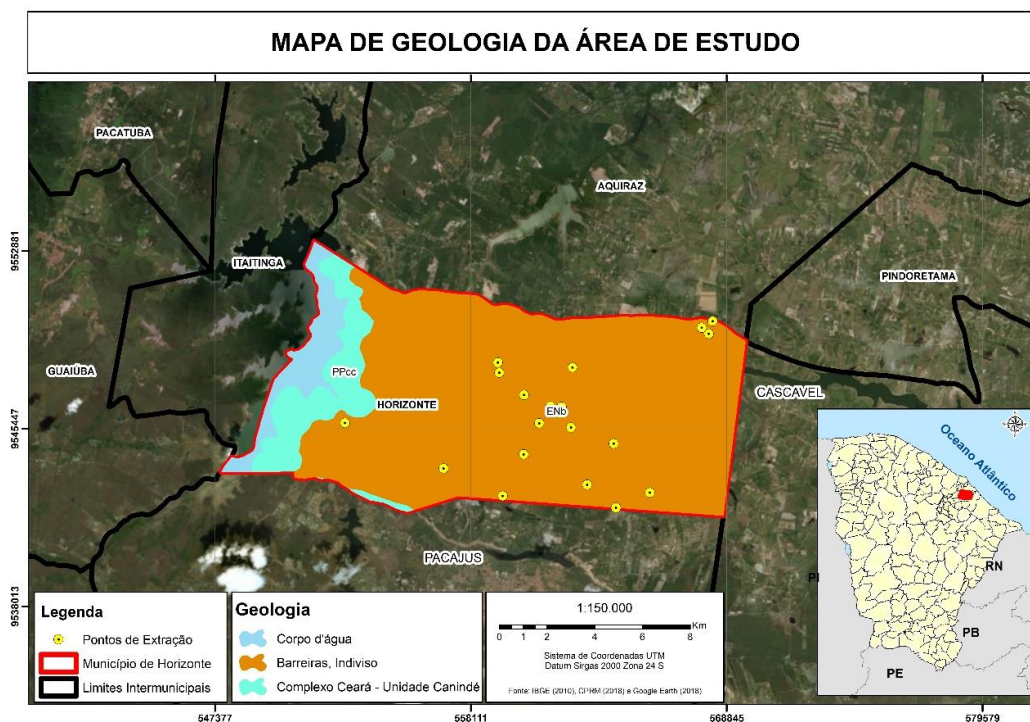 MAPA DE GEOLOGIA DA ÁREA DE ESTUDO
PACATUBA
AQUIRAZ
9552881
ITAITINGA
PINDORETAMA
GUAIÚBA
PPcc
CASCAVEL
HORIZONTE
ENb
9545447
Oceano Atlântico
PACAJUS
RN
PB
PE
9538013
Legenda
Pontos de Extração
Município de Horizonte
Limites Intermunicipais
Geologia
Corpo d'água
Barreiras, Indiviso
Complexo Ceará - Unidade Canindé
1:150.000
0 1 2 4 6 8 Km
Sistema de Coordenadas UTM
Datum Sirgas 2000 Zona 24 S
Fonte: IBGE (2010), CPRM (2018) e Google Earth (2018)
547377 558111 568845 579579